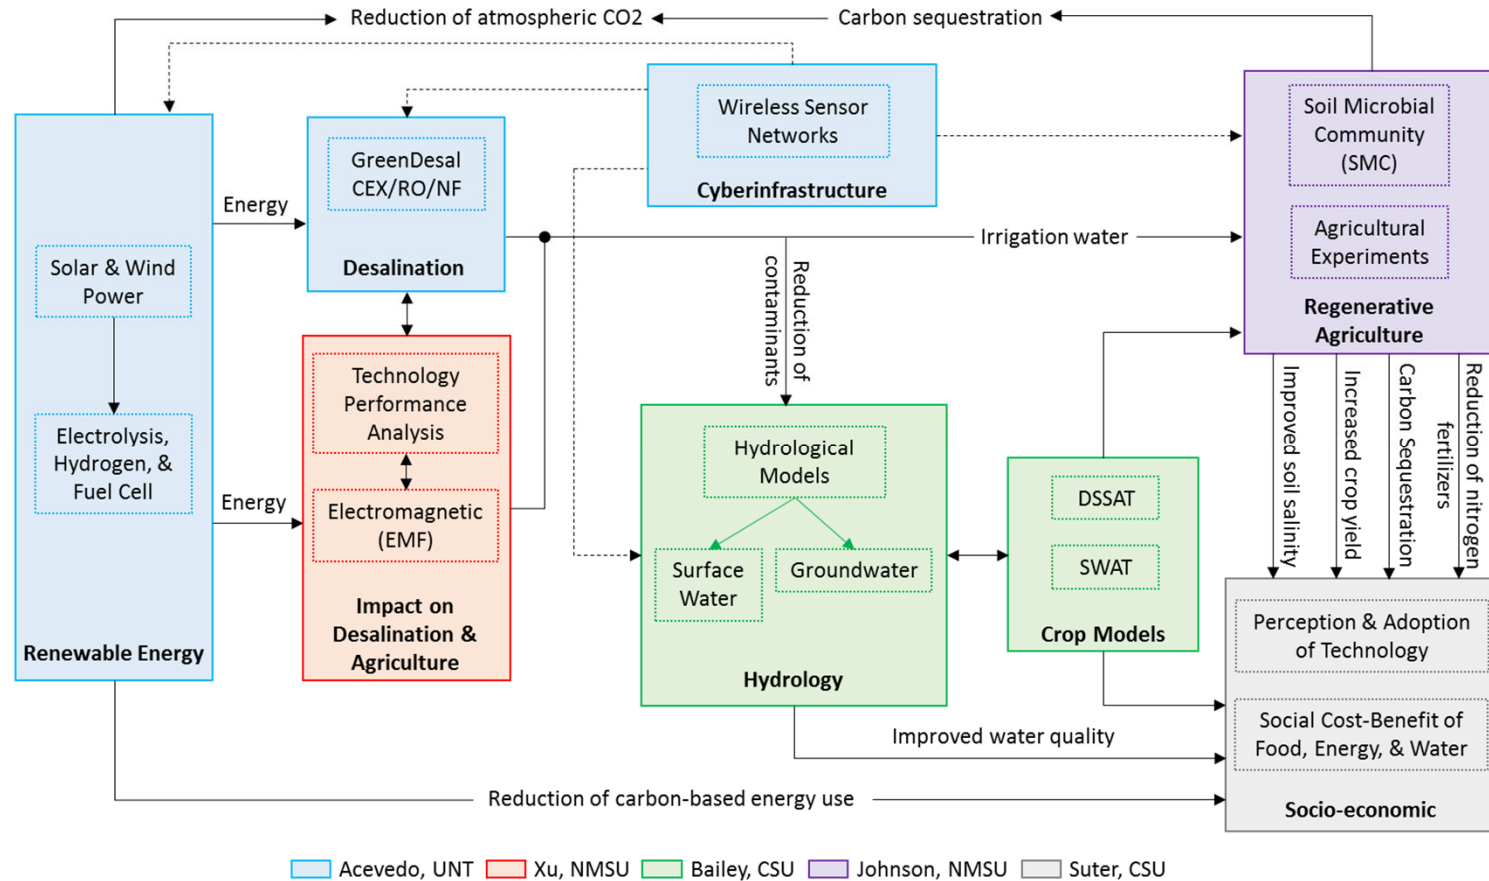 Reduction of atmospheric CO2
Carbon sequestration
Wireless Sensor
Networks
Cyberinfrastructure
Soil Microbial
Community
(SMC)
Agricultural
Experiments
Regenerative
Agriculture
GreenDesal
CEX/RO/NF
Desalination
Energy
Solar & Wind
Power
Electrolysis,
Hydrogen, &
Fuel Cell
Renewable Energy
Energy
Technology
Performance
Analysis
Electromagnetic
(EMF)
Impact on
Desalination &
Agriculture
Irrigation water
Reduction of
contaminants
Hydrological
Models
Surface
Water
Groundwater
Hydrology
DSSAT
SWAT
Crop Models
Improved soil salinity
Increased crop yield
Carbon Sequestration
Reduction of nitrogen
fertilizers
Perception & Adoption
of Technology
Social Cost-Benefit of
Food, Energy, & Water
Socio-economic
Improved water quality
Reduction of carbon-based energy use
Acevedo, UNT
Xu, NMSU
Bailey, CSU
Johnson, NMSU
Suter, CSU